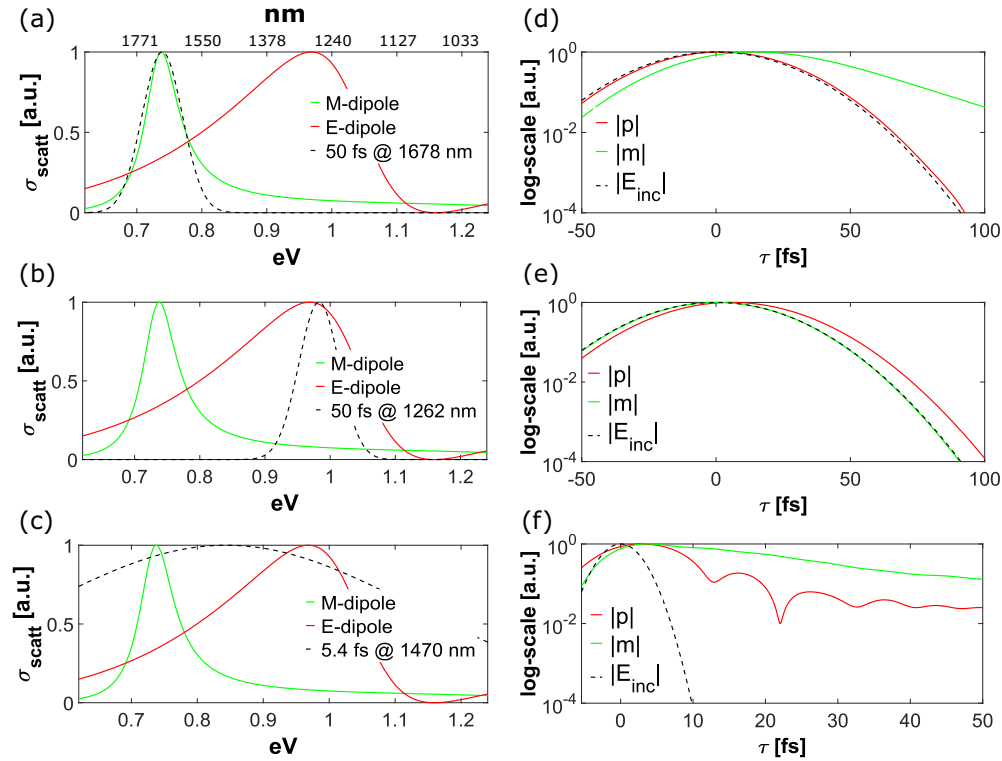 (a)
nm
1771 1550 1378 1240 1127 1033
1
0.5
0
σscatt [a.u.]
M-dipole
E-dipole
50 fs @ 1678 nm
0.7 0.8 0.9 1 1.1 1.2
eV
(d)
10^0
10^-2
10^-4
log-scale [a.u.]
|p|
|m|
|E_inc|
-50 0 50 100
τ [fs]
(b)
1
0.5
0
σscatt [a.u.]
M-dipole
E-dipole
50 fs @ 1262 nm
0.7 0.8 0.9 1 1.1 1.2
eV
(e)
10^0
10^-2
10^-4
log-scale [a.u.]
|p|
|m|
|E_inc|
-50 0 50 100
τ [fs]
(c)
1
0.5
0
σscatt [a.u.]
M-dipole
E-dipole
5.4 fs @ 1470 nm
0.7 0.8 0.9 1 1.1 1.2
eV
(f)
10^0
10^-2
10^-4
log-scale [a.u.]
|p|
|m|
|E_inc|
0 10 20 30 40 50
τ [fs]